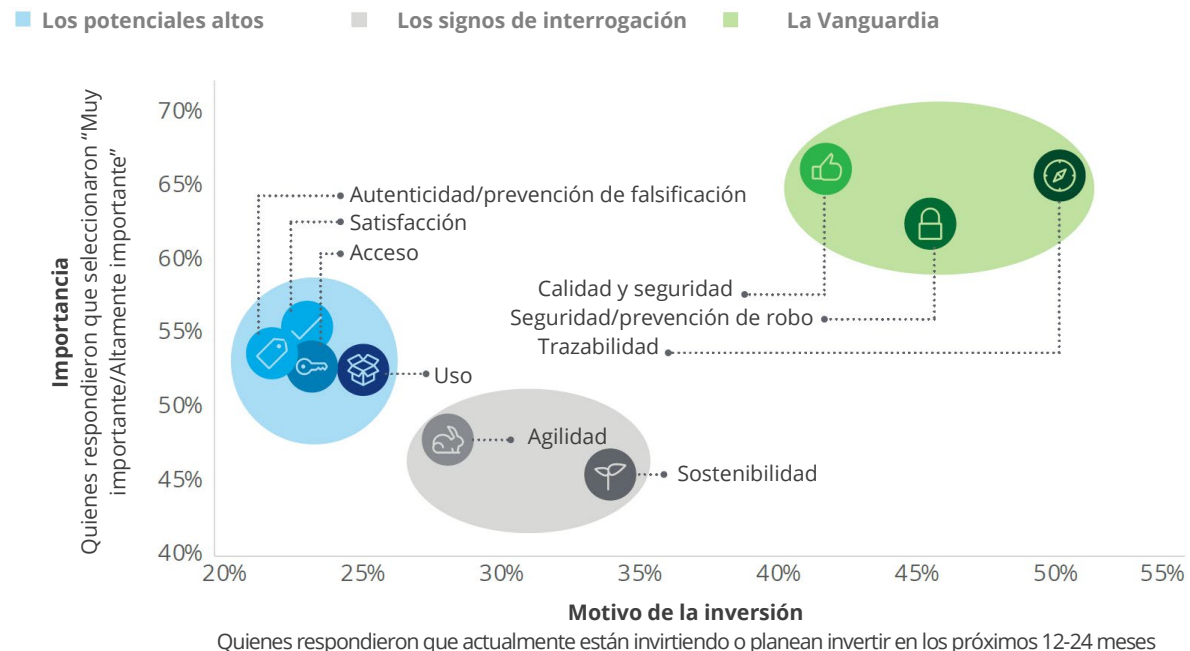 Los potenciales altos
Los signos de interrogación
La Vanguardia
Importancia
Quienes respondieron que seleccionaron “Muy
importante/Altamente importante”
70%
65%
60%
55%
50%
45%
40%
Autenticidad/prevención de falsificación
Satisfacción
Acceso
Calidad y seguridad
Seguridad/prevención de robo
Trazabilidad
Uso
Agilidad
Sostenibilidad
20%
25%
30%
35%
40%
45%
50%
55%
Motivo de la inversión
Quienes respondieron que actualmente están invirtiendo o planean invertir en los próximos 12-24 meses